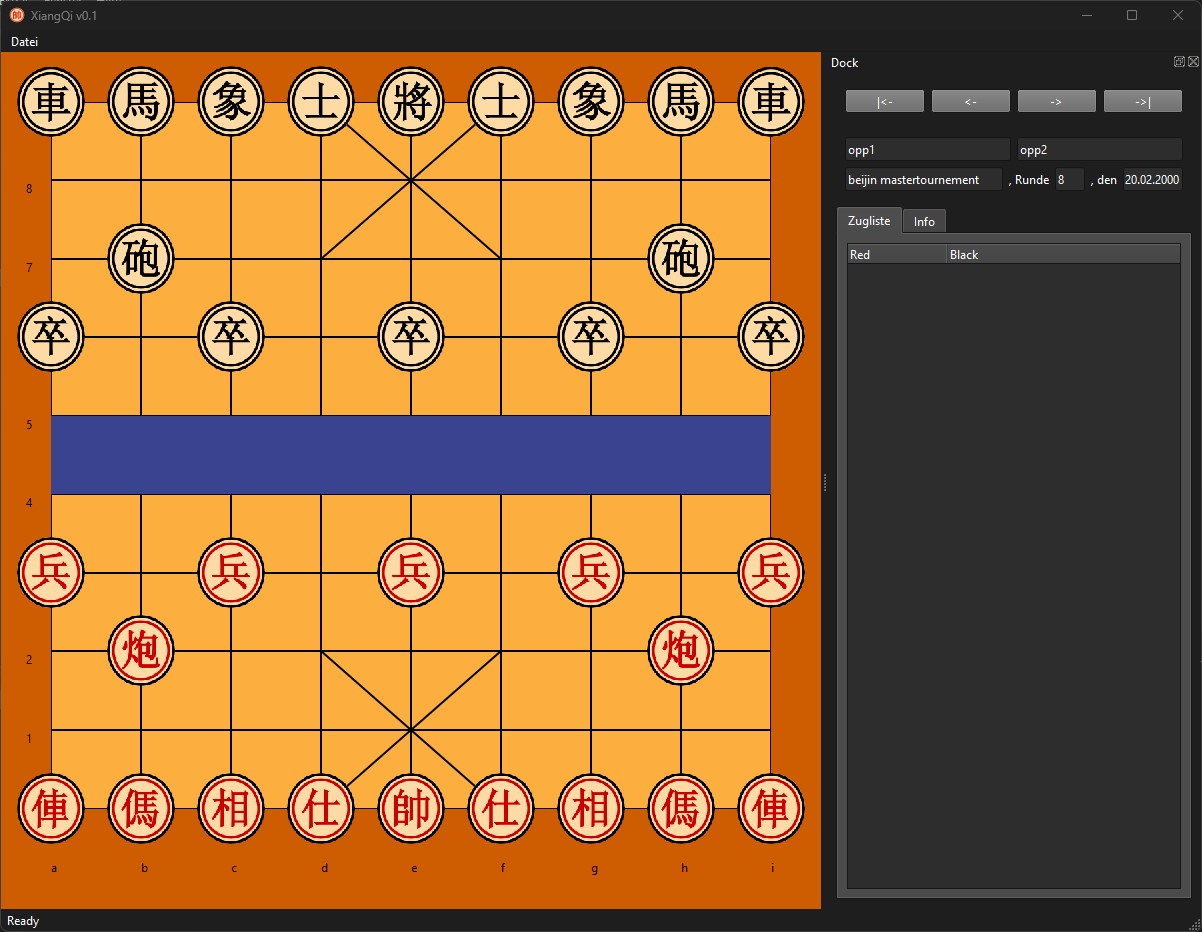 XiangQi v0.1
Datei
車 馬 象 士 將 士 象 馬 車
8
7
砲 砲
卒 卒 卒 卒 卒
5
4
兵 兵 兵 兵 兵
炮 炮
2
1
俥 傌 相 仕 帥 仕 相 傌 俥
a b c d e f g h i
Dock
|<- <- -> ->|
opp1 opp2
beijin mastertournement , Runde 8 , den 20.02.2000
Zugliste Info
Red Black
Ready